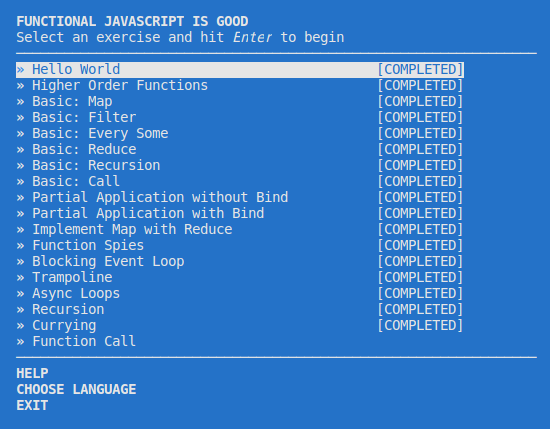 FUNCTIONAL JAVASCRIPT IS GOOD
Select an exercise and hit Enter to begin
» Hello World [COMPLETED]
» Higher Order Functions [COMPLETED]
» Basic: Map [COMPLETED]
» Basic: Filter [COMPLETED]
» Basic: Every Some [COMPLETED]
» Basic: Reduce [COMPLETED]
» Basic: Recursion [COMPLETED]
» Basic: Call [COMPLETED]
» Partial Application without Bind [COMPLETED]
» Partial Application with Bind [COMPLETED]
» Implement Map with Reduce [COMPLETED]
» Function Spies [COMPLETED]
» Blocking Event Loop [COMPLETED]
» Trampoline [COMPLETED]
» Async Loops [COMPLETED]
» Recursion [COMPLETED]
» Currying [COMPLETED]
» Function Call
HELP
CHOOSE LANGUAGE
EXIT